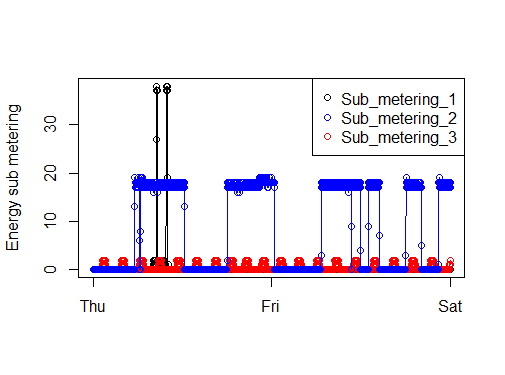 Energy sub metering
0
10
20
30
Sub_metering_1
Sub_metering_2
Sub_metering_3
Thu
Fri
Sat